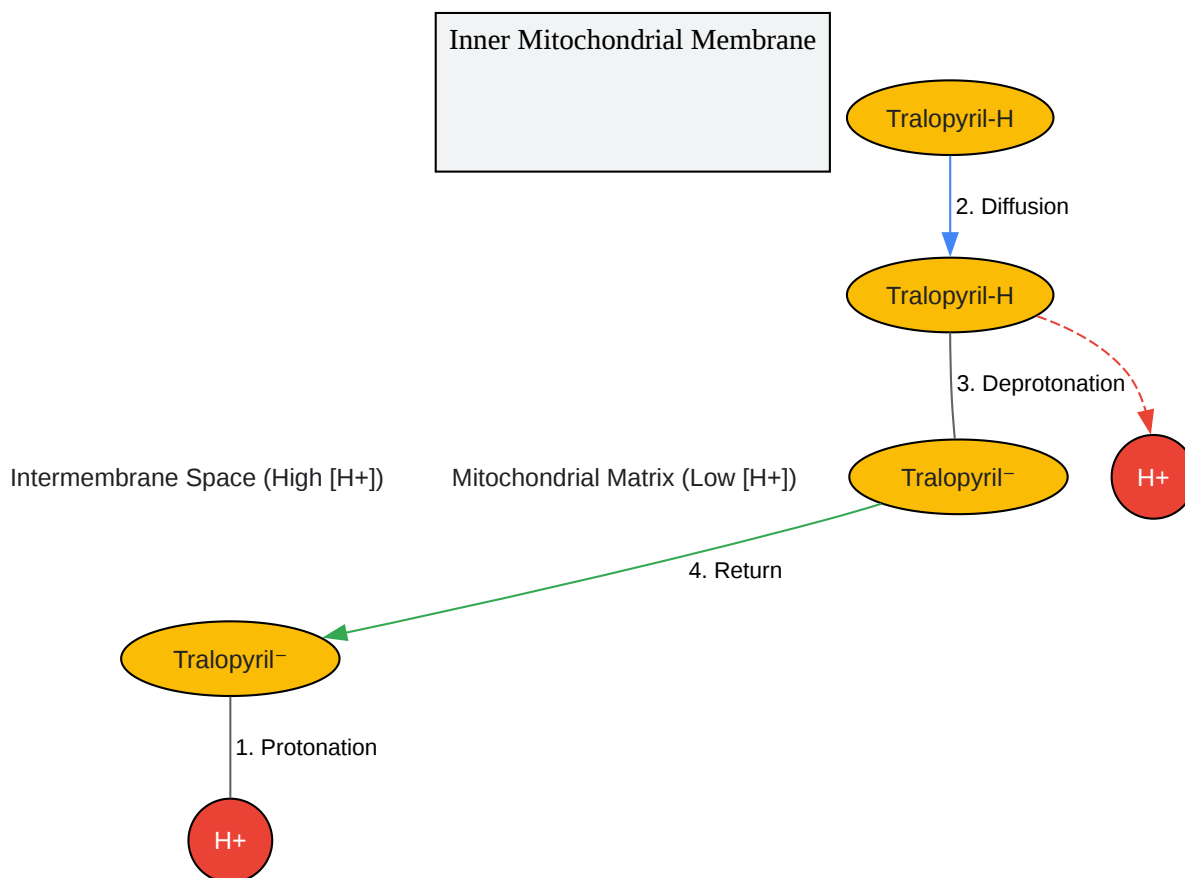 Inner Mitochondrial Membrane
Tralopyril-H
2. Diffusion
Tralopyril-H
3. Deprotonation
Intermembrane Space (High [H+])
Mitochondrial Matrix (Low [H+])
Tralopyril⁻
H+
4. Return
Tralopyril⁻
1. Protonation
H+